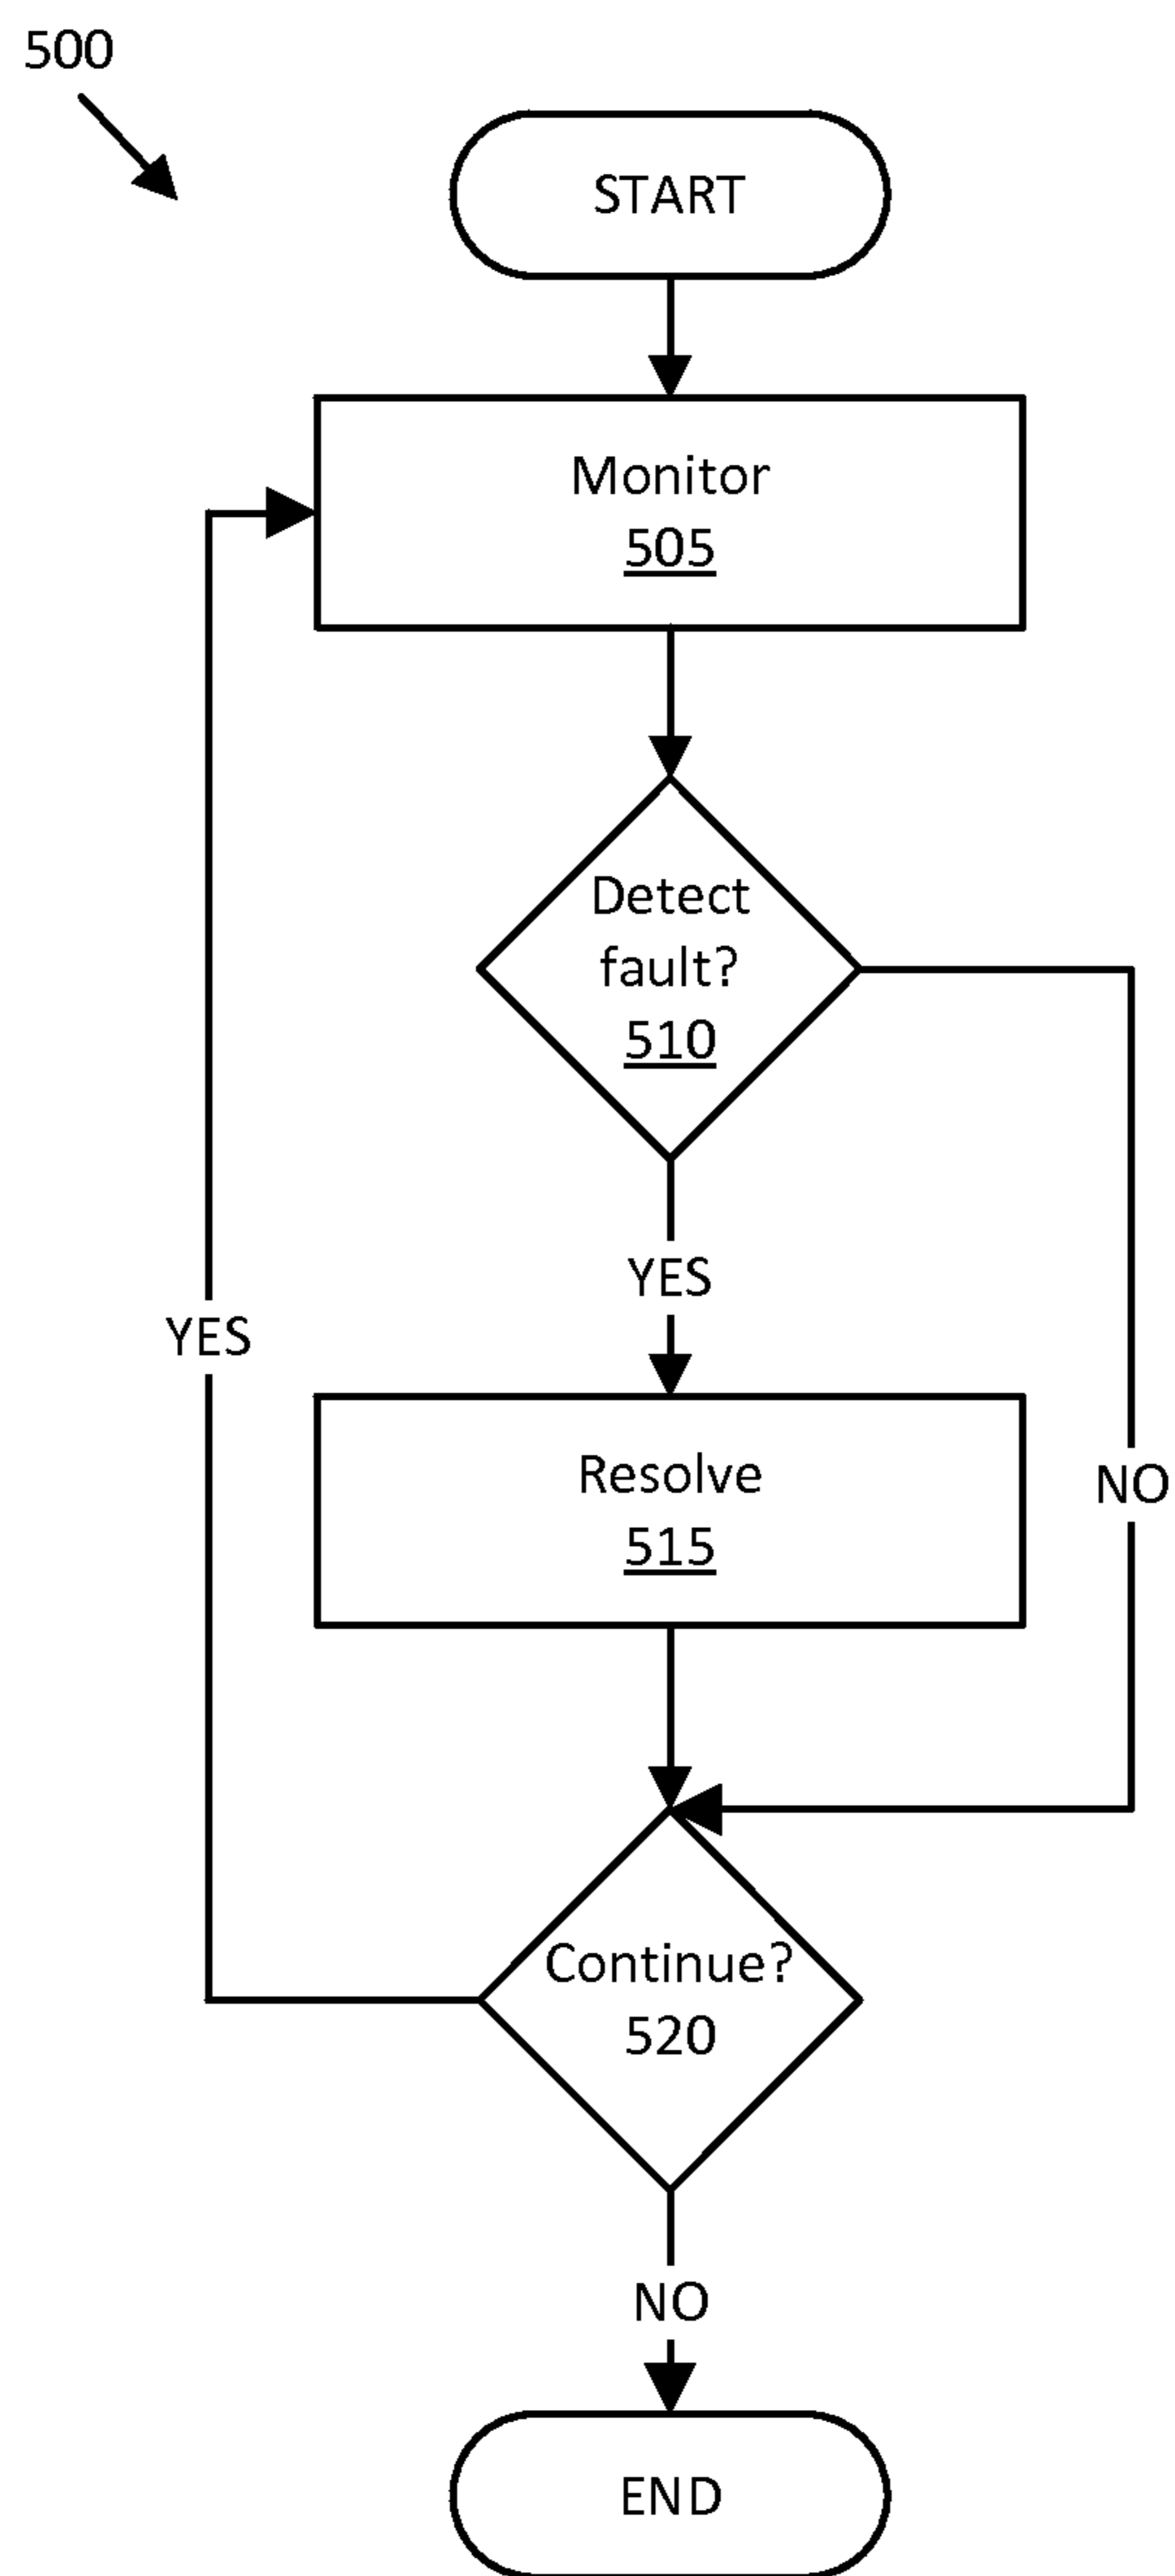 500
START
Monitor
505
Detect
fault?
510
YES
YES
Resolve
515
NO
Continue?
520
NO
END